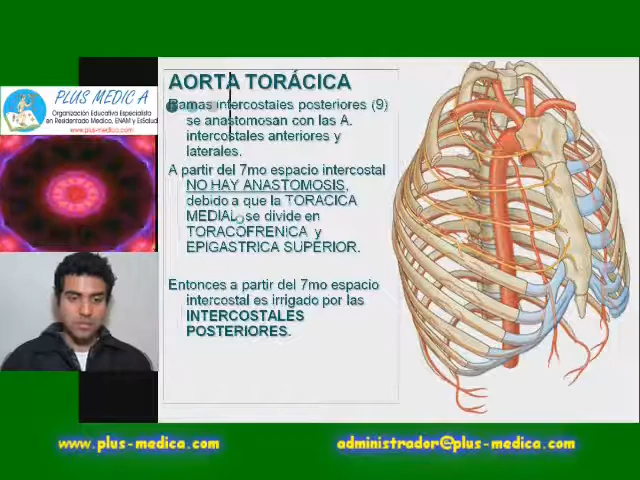 PLUS MEDIC A
Organización Educativa Especialista
en Residentado Medico, ENAM y EsSalud
www.plus-medica.com
AORTA TORÁCICA
Ramas intercostales posteriores (9)
se anastomosan con las A.
intercostales anteriores y
laterales.
A partir del 7mo espacio intercostal
NO HAY ANASTOMOSIS,
debido a que la TORACICA
MEDIAL, se divide en
TORACOFRENICA y
EPIGASTRICA SUPERIOR.
Entonces a partir del 7mo espacio
intercostal es irrigado por las
INTERCOSTALES
POSTERIORES.
www.plus-medica.com
administrador@plus-medica.com